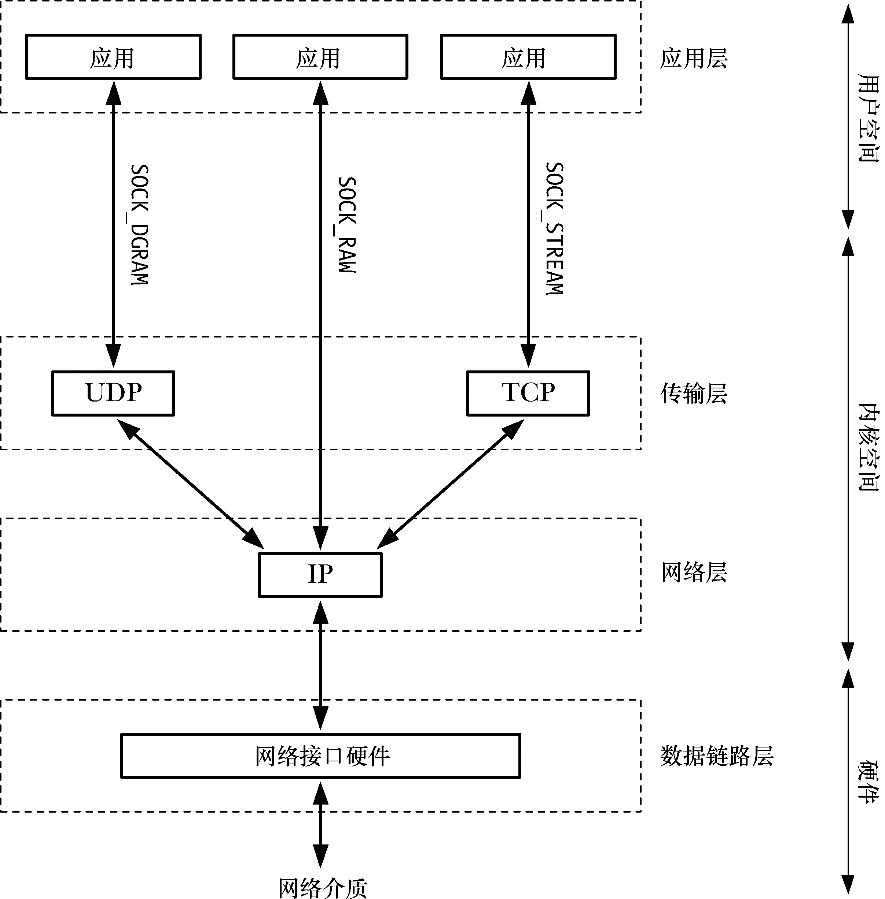 应用
应用
应用
应用层
用户空间
SOCK_DGRAM
SOCK_RAW
SOCK_STREAM
UDP
TCP
传输层
内核空间
IP
网络层
网络接口硬件
数据链路层
硬件
网络介质